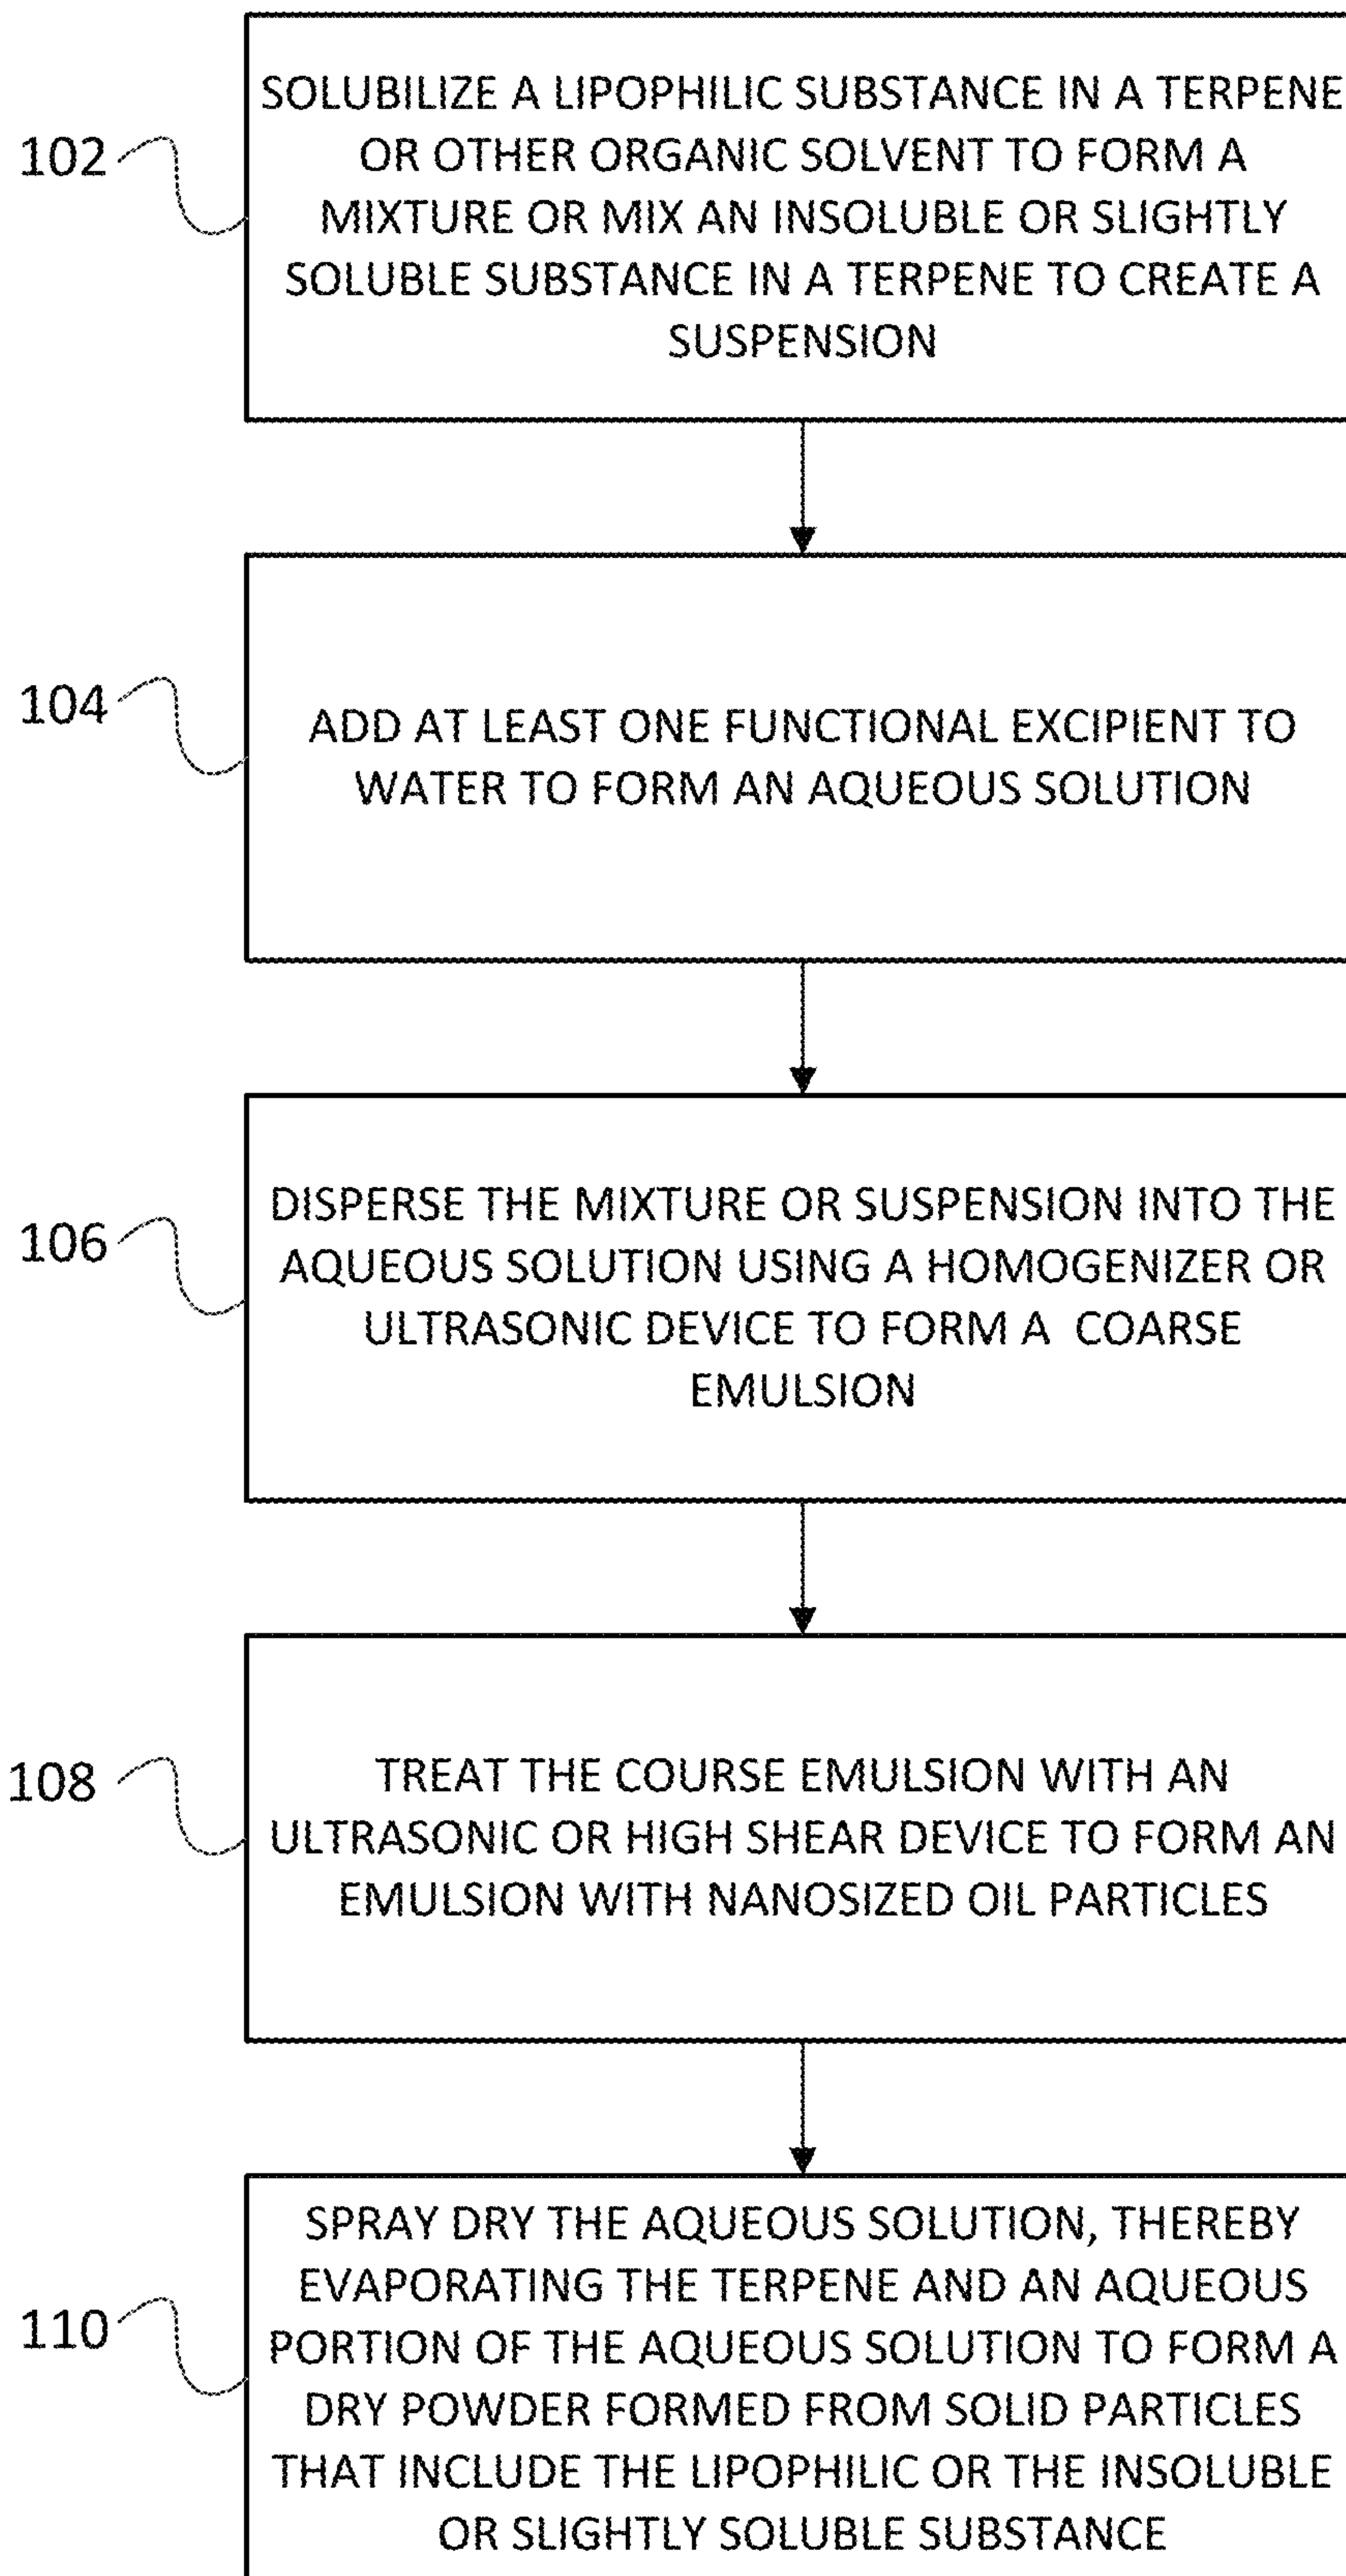 102
SOLUBILIZE A LIPOPHILIC SUBSTANCE IN A TERPENE
OR OTHER ORGANIC SOLVENT TO FORM A
MIXTURE OR MIX AN INSOLUBLE OR SLIGHTLY
SOLUBLE SUBSTANCE IN A TERPENE TO CREATE A
SUSPENSION
104
ADD AT LEAST ONE FUNCTIONAL EXCIPIENT TO
WATER TO FORM AN AQUEOUS SOLUTION
106
DISPERSE THE MIXTURE OR SUSPENSION INTO THE
AQUEOUS SOLUTION USING A HOMOGENIZER OR
ULTRASONIC DEVICE TO FORM A COARSE
EMULSION
108
TREAT THE COURSE EMULSION WITH AN
ULTRASONIC OR HIGH SHEAR DEVICE TO FORM AN
EMULSION WITH NANOSIZED OIL PARTICLES
110
SPRAY DRY THE AQUEOUS SOLUTION, THEREBY
EVAPORATING THE TERPENE AND AN AQUEOUS
PORTION OF THE AQUEOUS SOLUTION TO FORM A
DRY POWDER FORMED FROM SOLID PARTICLES
THAT INCLUDE THE LIPOPHILIC OR THE INSOLUBLE
OR SLIGHTLY SOLUBLE SUBSTANCE